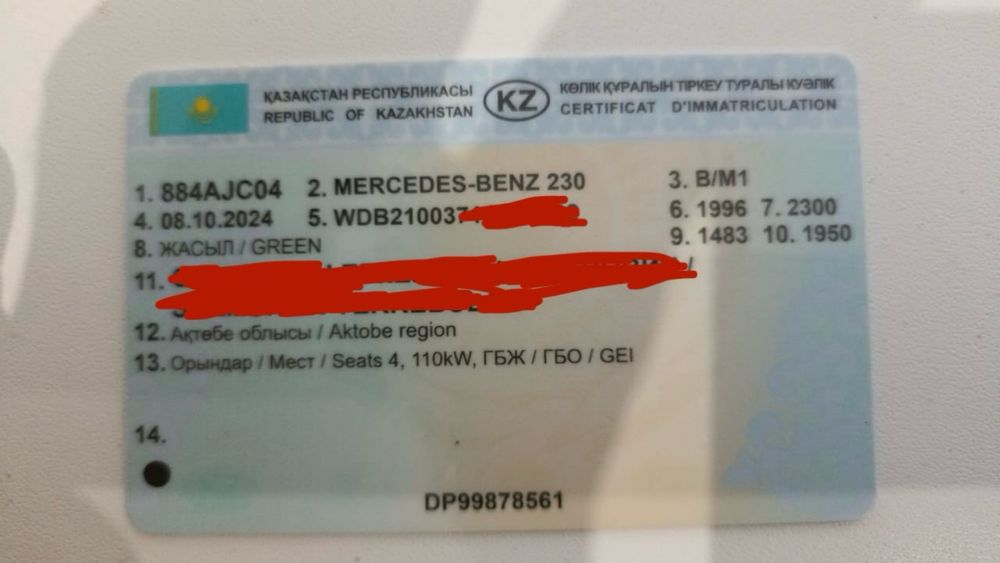 ҚАЗАҚСТАН РЕСПУБЛИКАСЫ
REPUBLIC OF KAZAKHSTAN
KZ
КӨЛІК ҚҰРАЛЫН ТІРКЕУ ТУРАЛЫ КУӘЛІК
CERTIFICAT D'IMMATRICULATION
1. 884AJC04 2. MERCEDES-BENZ 230 3. B/M1
4. 08.10.2024 5. WDB210037 6. 1996 7. 2300
8. ЖАСЫЛ / GREEN 9. 1483 10. 1950
11. /
12. Ақтөбе облысы / Aktobe region
13. Орындар / Мест / Seats 4, 110kW, ГБЖ / ГБО / GEI
14.
DP99878561